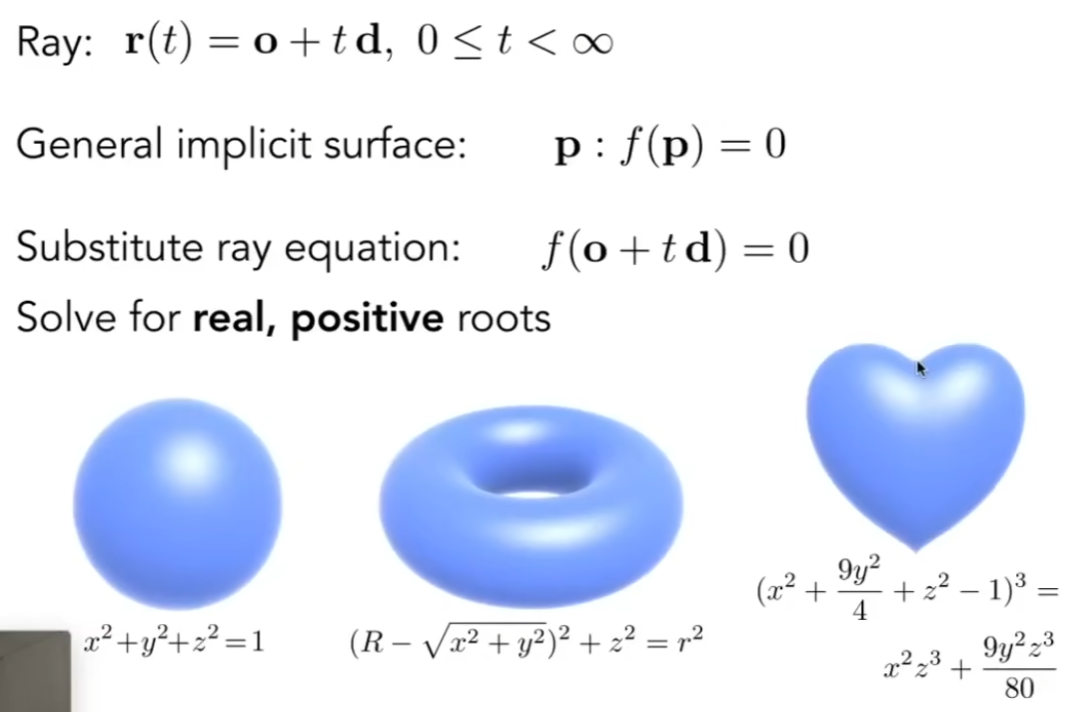 Ray: r(t) = o + t d, 0 ≤ t < ∞
General implicit surface: p : f(p) = 0
Substitute ray equation: f(o + t d) = 0
Solve for real, positive roots
x² + y² + z² = 1
(R − √(x² + y²))² + z² = r²
(x² + 9y²/4 + z² − 1)³ =
x²z³ + 9y²z³/80